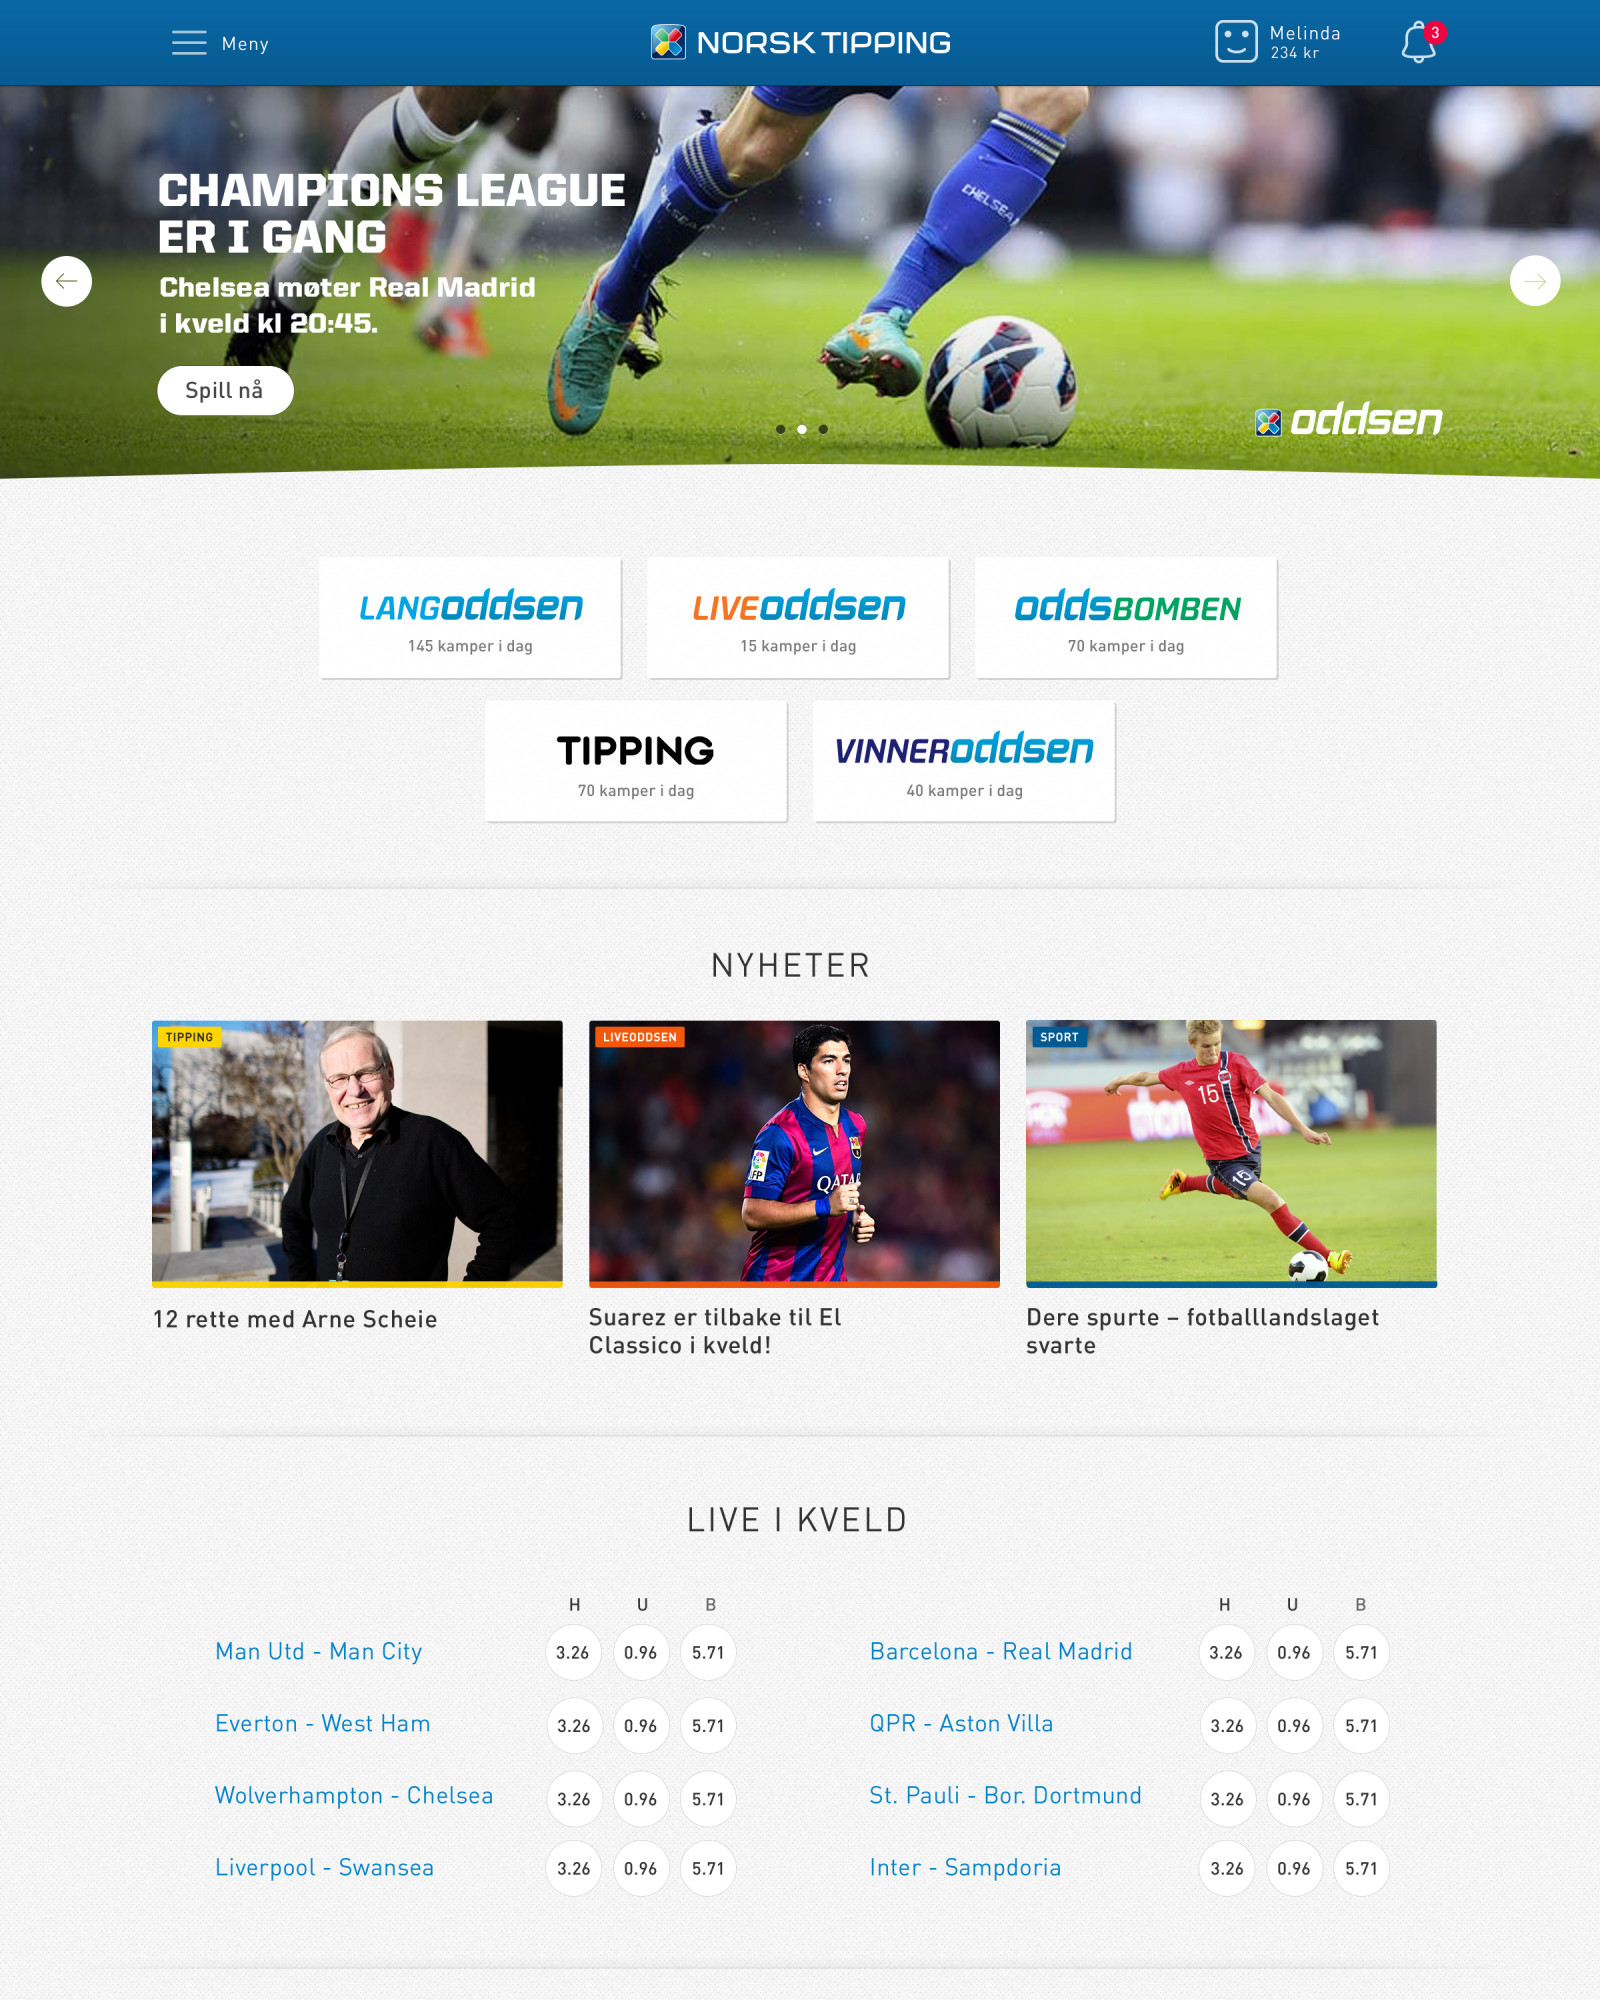 Meny
NORSK TIPPING
Melinda
234 kr
3
CHAMPIONS LEAGUE
ER I GANG
Chelsea møter Real Madrid
i kveld kl 20:45.
Spill nå
CHELSEA
CHELSEA
oddsen
LANGoddsen
145 kamper i dag
LIVEoddsen
15 kamper i dag
oddsBOMBEN
70 kamper i dag
TIPPING
70 kamper i dag
VINNERoddsen
40 kamper i dag
NYHETER
TIPPING
12 rette med Arne Scheie
LIVEODDSEN
QATAR
Suarez er tilbake til El
Classico i kveld!
SPORT
15
15
Dere spurte – fotballlandslaget
svarte
LIVE I KVELD
H U B
Man Utd - Man City 3.26 0.96 5.71
Everton - West Ham 3.26 0.96 5.71
Wolverhampton - Chelsea 3.26 0.96 5.71
Liverpool - Swansea 3.26 0.96 5.71
H U B
Barcelona - Real Madrid 3.26 0.96 5.71
QPR - Aston Villa 3.26 0.96 5.71
St. Pauli - Bor. Dortmund 3.26 0.96 5.71
Inter - Sampdoria 3.26 0.96 5.71